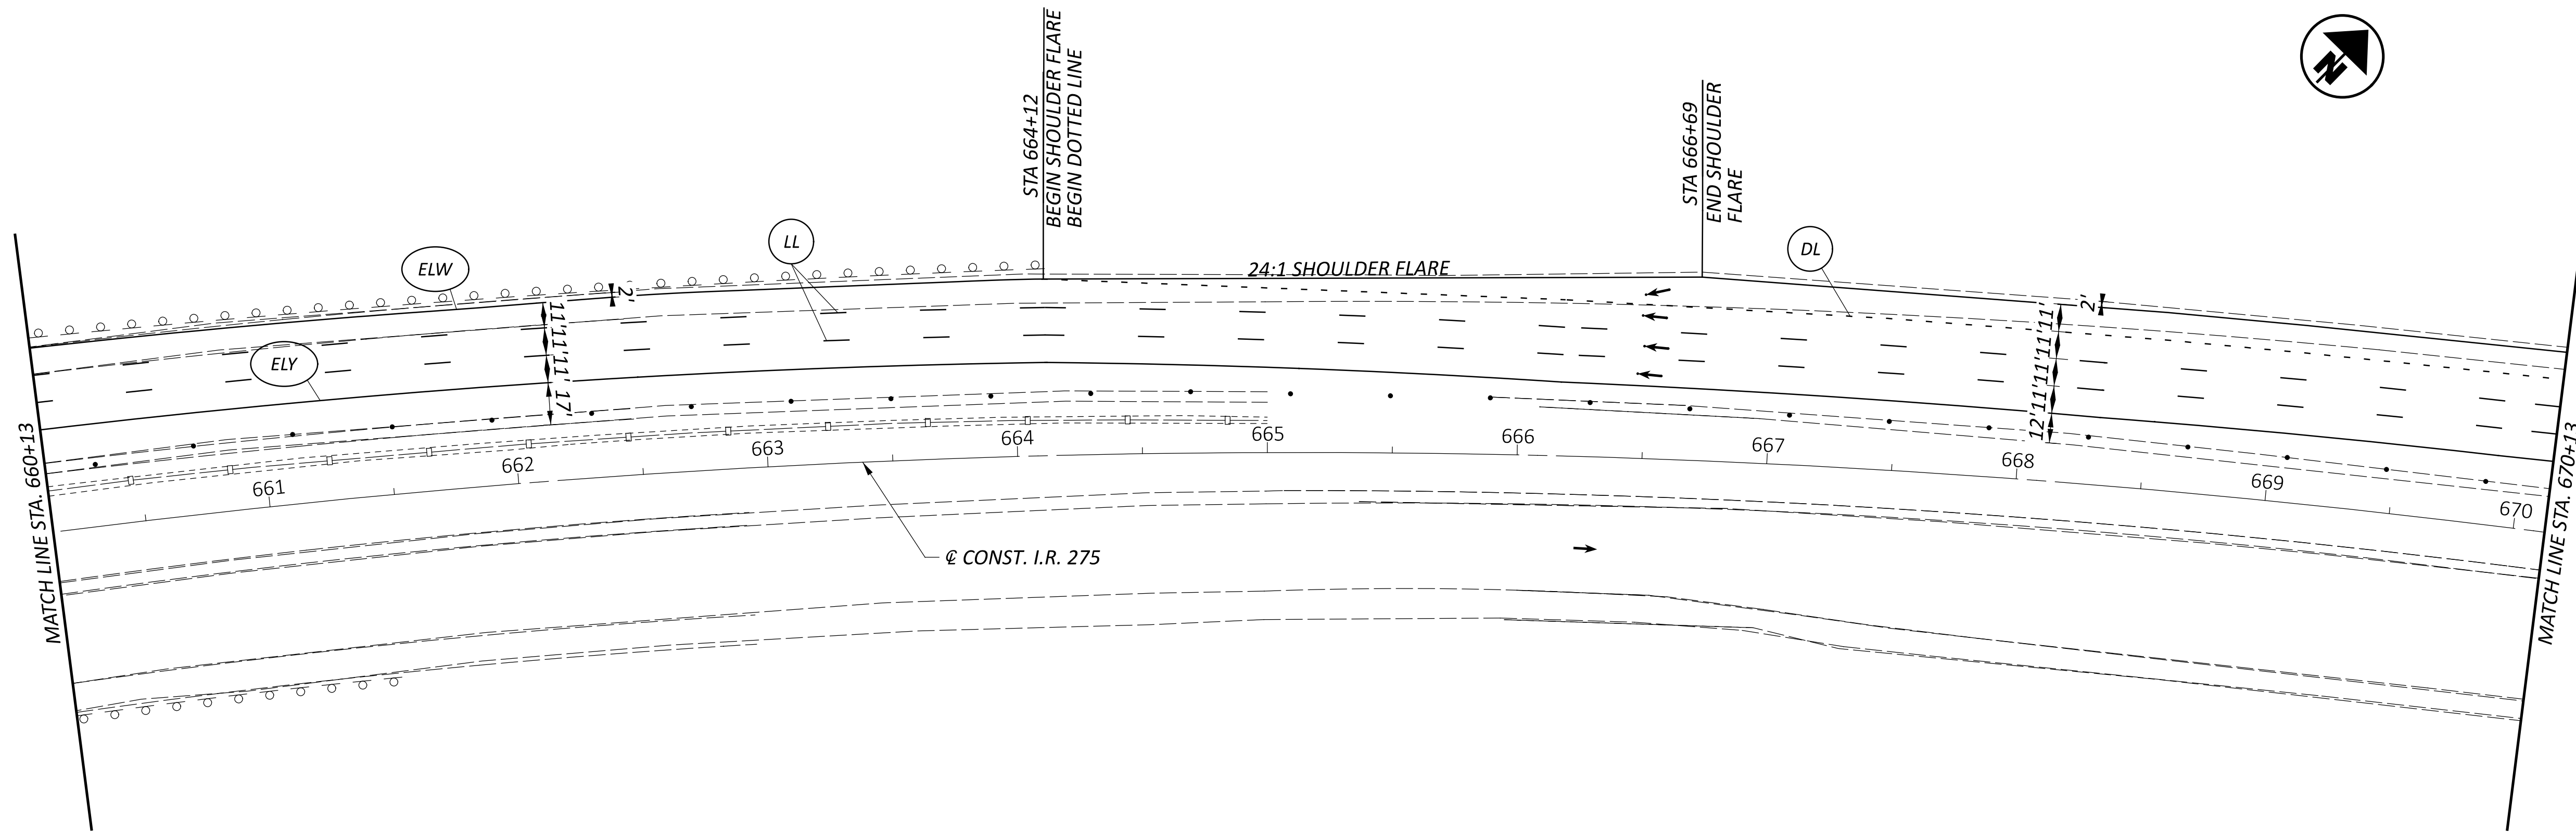 N
STA 664+12
BEGIN SHOULDER FLARE
BEGIN DOTTED LINE
STA 666+69
END SHOULDER
FLARE
LL
DL
ELW
24:1 SHOULDER FLARE
2'
2'
11'
11'
11'
17'
11'
11'
11'
11'
12'
ELY
661
662
663
664
665
666
667
668
669
670
℄ CONST. I.R. 275
MATCH LINE STA. 660+13
MATCH LINE STA. 670+13